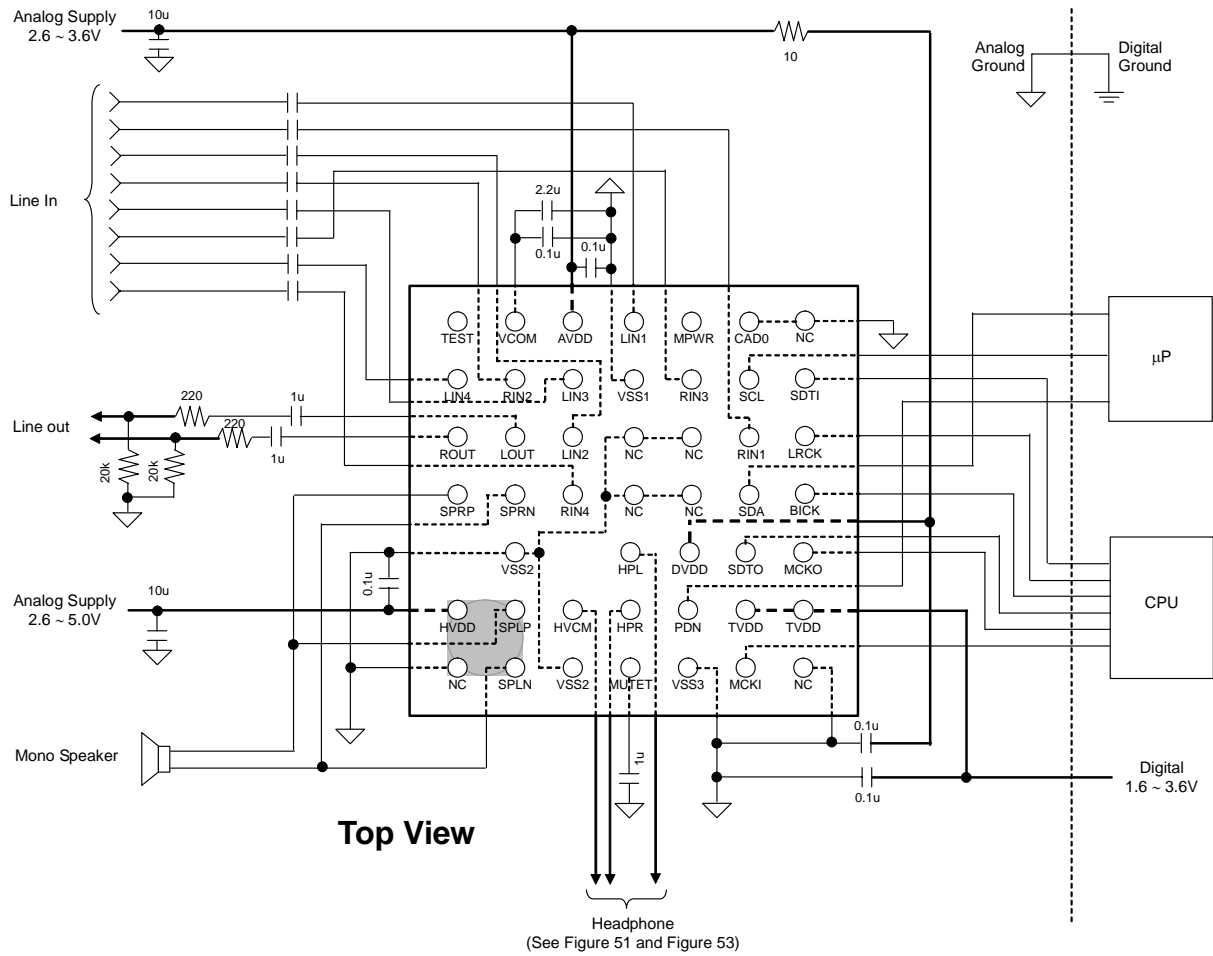 Analog Supply
2.6 ~ 3.6V
10u
10
Analog
Ground
Digital
Ground
Line In
2.2u
0.1u
0.1u
TEST
VCOM
AVDD
LIN1
MPWR
CAD0
NC
µP
LIN4
RIN2
LIN3
VSS1
RIN3
SCL
SDTI
220
1u
Line out
220
1u
20k
20k
ROUT
LOUT
LIN2
NC
NC
RIN1
LRCK
SPRP
SPRN
RIN4
NC
NC
SDA
BICK
VSS2
HPL
DVDD
SDTO
MCKO
0.1u
Analog Supply
2.6 ~ 5.0V
10u
HVDD
SPLP
HVCM
HPR
PDN
TVDD
TVDD
CPU
NC
SPLN
VSS2
MUTET
VSS3
MCKI
NC
Mono Speaker
1u
0.1u
0.1u
Digital
1.6 ~ 3.6V
Top View
Headphone
(See Figure 51 and Figure 53)